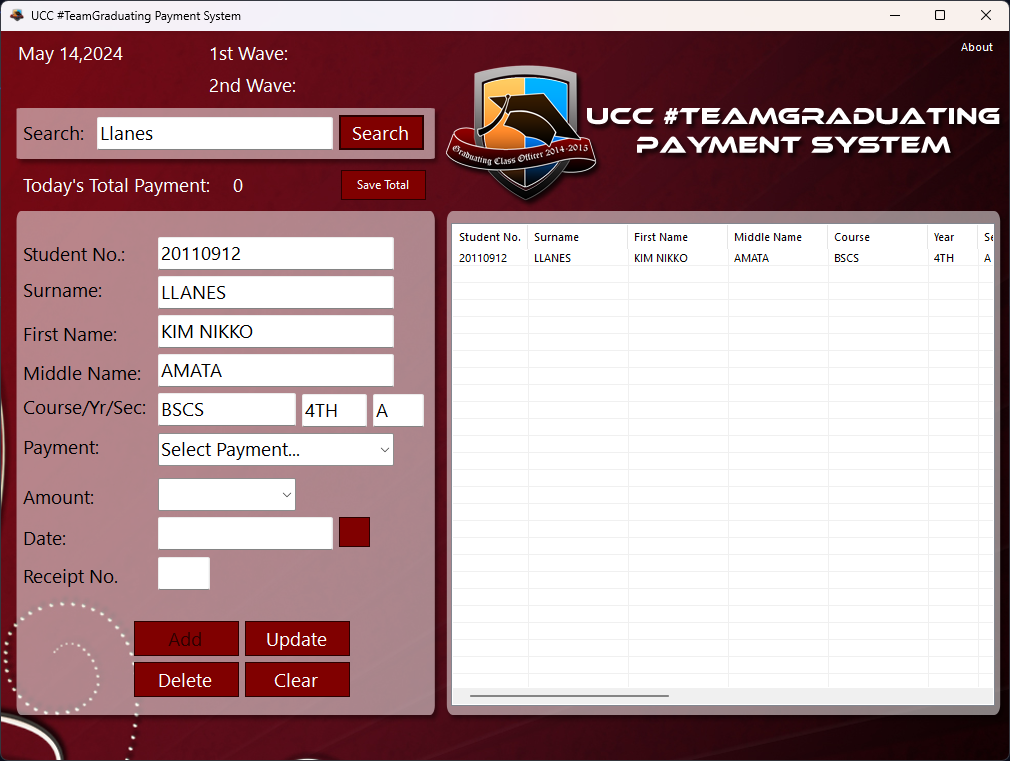 UCC #TeamGraduating Payment System
May 14,2024
1st Wave:
About
2nd Wave:
Search: Llanes Search
Graduating Class Officer 2014-2015
UCC #TEAMGRADUATING
PAYMENT SYSTEM
Today's Total Payment: 0 Save Total
Student No.: 20110912
Surname: LLANES
First Name: KIM NIKKO
Middle Name: AMATA
Course/Yr/Sec: BSCS 4TH A
Payment: Select Payment...
Amount:
Date:
Receipt No.
Add Update
Delete Clear
Student No. Surname First Name Middle Name Course Year Se
20110912 LLANES KIM NIKKO AMATA BSCS 4TH A